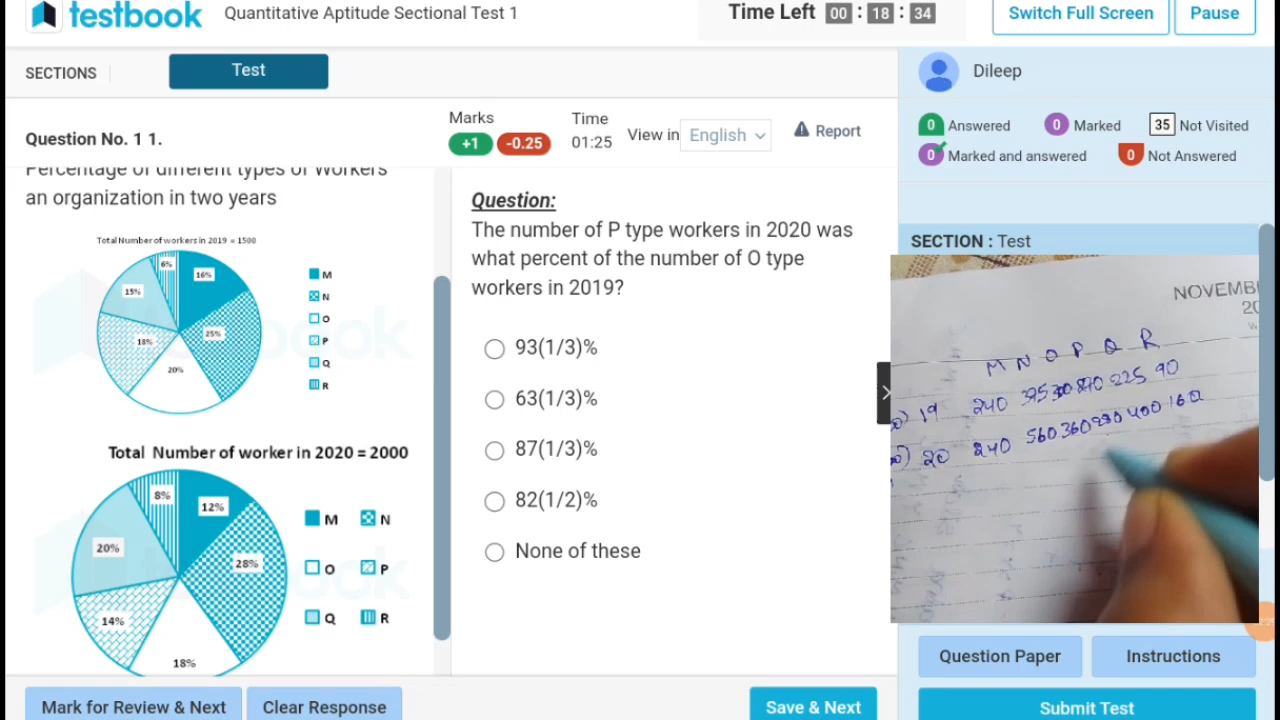 testbook
Quantitative Aptitude Sectional Test 1
Time Left 00 : 18 : 34
Switch Full Screen
Pause
SECTIONS
Test
Dileep
Question No. 1 1.
Marks
+1 -0.25
Time
01:25
View in English
Report
0 Answered
0 Marked
35 Not Visited
0 Marked and answered
0 Not Answered
Percentage of different types of Workers
an organization in two years
Total Number of workers in 2019 = 1500
6%
16%
15%
25%
18%
20%
M
N
O
P
Q
R
Total Number of worker in 2020 = 2000
8%
12%
20%
28%
14%
18%
M N
O P
Q R
Question:
The number of P type workers in 2020 was
what percent of the number of O type
workers in 2019?
93(1/3)%
63(1/3)%
87(1/3)%
82(1/2)%
None of these
SECTION : Test
NOVEMB
20
M N O P Q R
19 240 225 90
20 240 560 360 400 160
Question Paper
Instructions
Mark for Review & Next
Clear Response
Save & Next
Submit Test